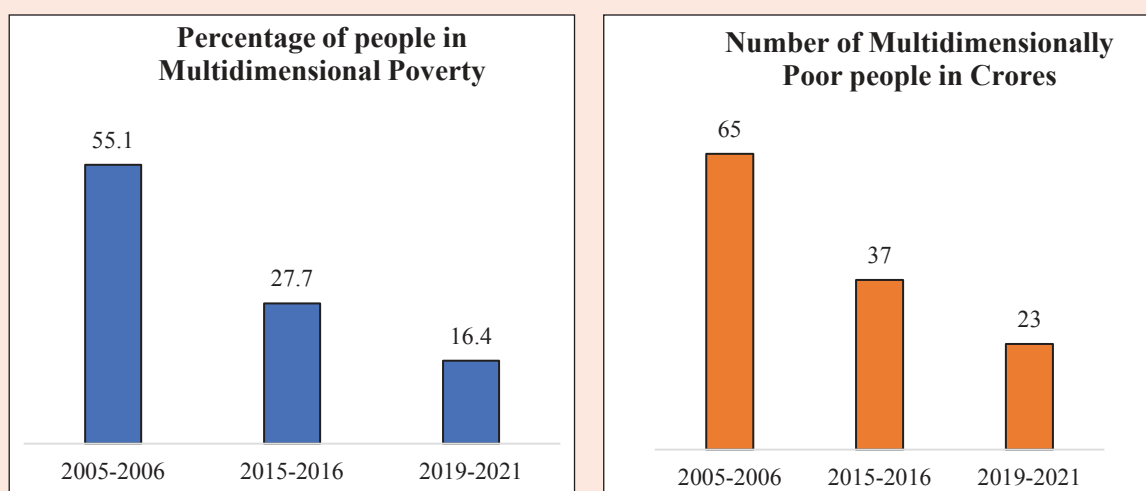 Percentage of people in
Multidimensional Poverty
55.1
27.7
16.4
2005-2006 2015-2016 2019-2021
Number of Multidimensionally
Poor people in Crores
65
37
23
2005-2006 2015-2016 2019-2021